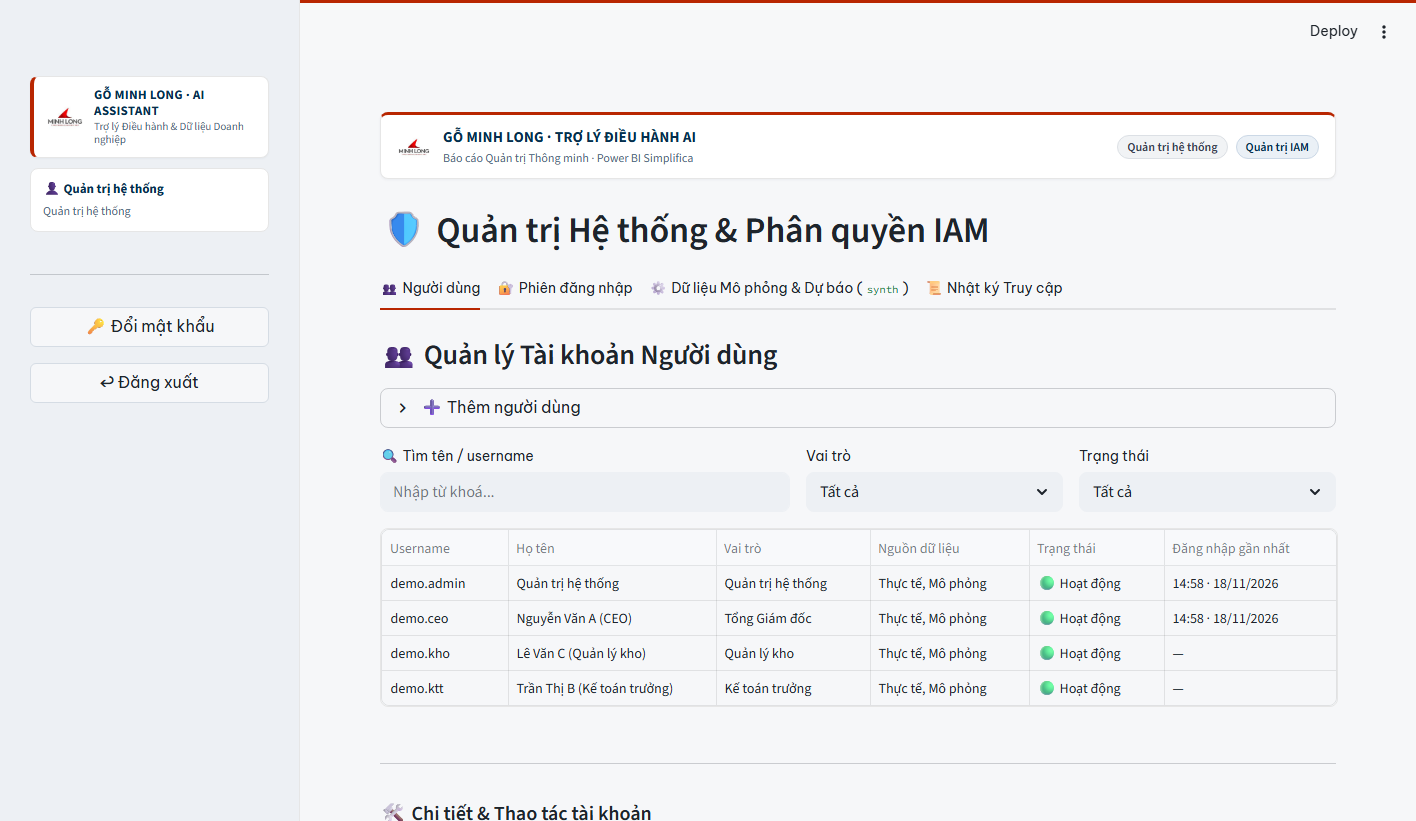 Deploy
MINH LONG
GỖ MINH LONG · AI
ASSISTANT
Trợ lý Điều hành & Dữ liệu Doanh
nghiệp
Quản trị hệ thống
Quản trị hệ thống
Đổi mật khẩu
Đăng xuất
MINH LONG
GỖ MINH LONG · TRỢ LÝ ĐIỀU HÀNH AI
Báo cáo Quản trị Thông minh · Power BI Simplifica
Quản trị hệ thống
Quản trị IAM
Quản trị Hệ thống & Phân quyền IAM
Người dùng Phiên đăng nhập Dữ liệu Mô phỏng & Dự báo ( synth ) Nhật ký Truy cập
Quản lý Tài khoản Người dùng
Thêm người dùng
Tìm tên / username Vai trò Trạng thái
Nhập từ khoá... Tất cả Tất cả
Username Họ tên Vai trò Nguồn dữ liệu Trạng thái Đăng nhập gần nhất
demo.admin Quản trị hệ thống Quản trị hệ thống Thực tế, Mô phỏng Hoạt động 14:58 · 18/11/2026
demo.ceo Nguyễn Văn A (CEO) Tổng Giám đốc Thực tế, Mô phỏng Hoạt động 14:58 · 18/11/2026
demo.kho Lê Văn C (Quản lý kho) Quản lý kho Thực tế, Mô phỏng Hoạt động —
demo.ktt Trần Thị B (Kế toán trưởng) Kế toán trưởng Thực tế, Mô phỏng Hoạt động —
Chi tiết & Thao tác tài khoản